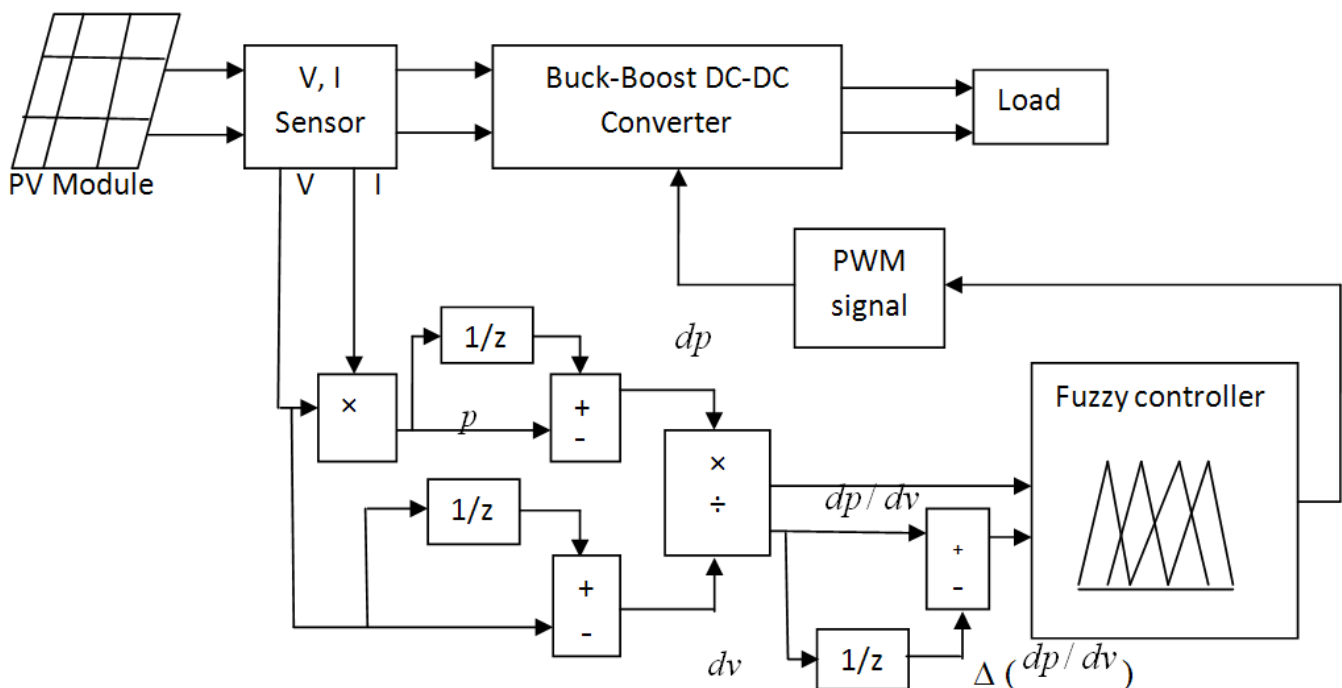 V, I
Sensor
Buck-Boost DC-DC
Converter
Load
PV Module
V
I
PWM
signal
1/z
dp
×
p
+
-
Fuzzy controller
1/z
×
÷
dp / dv
+
-
+
-
dv
1/z
Δ (dp / dv)